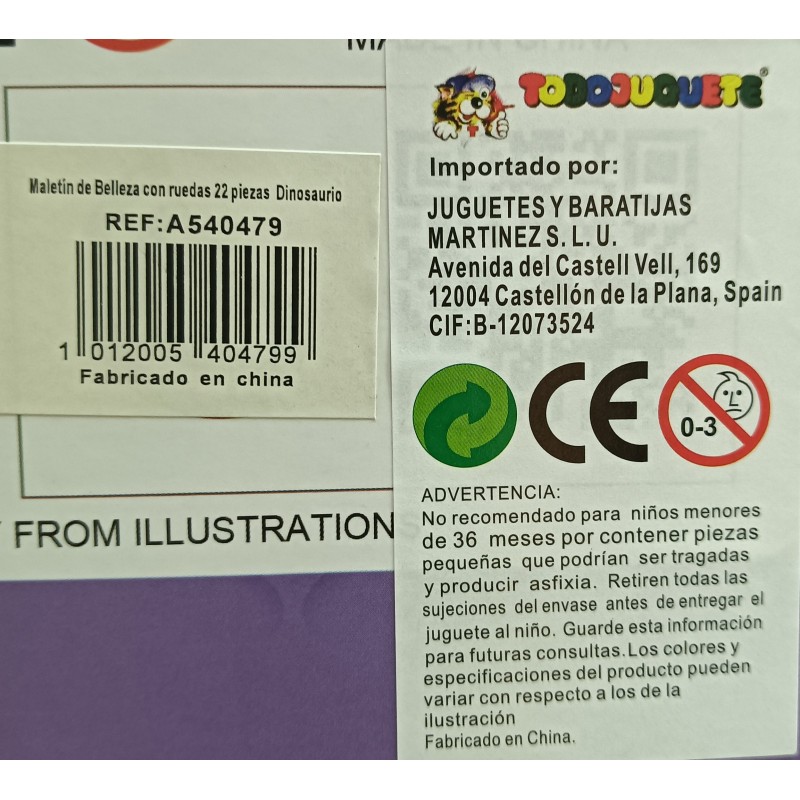 Maletin de Belleza con ruedas 22 piezas Dinosaurio
REF:A540479
1 012005 404799
Fabricado en china
FROM ILLUSTRATION
TODOJUGUETE
Importado por:
JUGUETES Y BARATIJAS
MARTINEZ S. L. U.
Avenida del Castell Vell, 169
12004 Castellón de la Plana, Spain
CIF:B-12073524
CE
0-3
ADVERTENCIA:
No recomendado para niños menores
de 36 meses por contener piezas
pequeñas que podrían ser tragadas
y producir asfixia. Retiren todas las
sujeciones del envase antes de entregar el
juguete al niño. Guarde esta información
para futuras consultas.Los colores y
especificaciones del producto pueden
variar con respecto a los de la
ilustración
Fabricado en China.